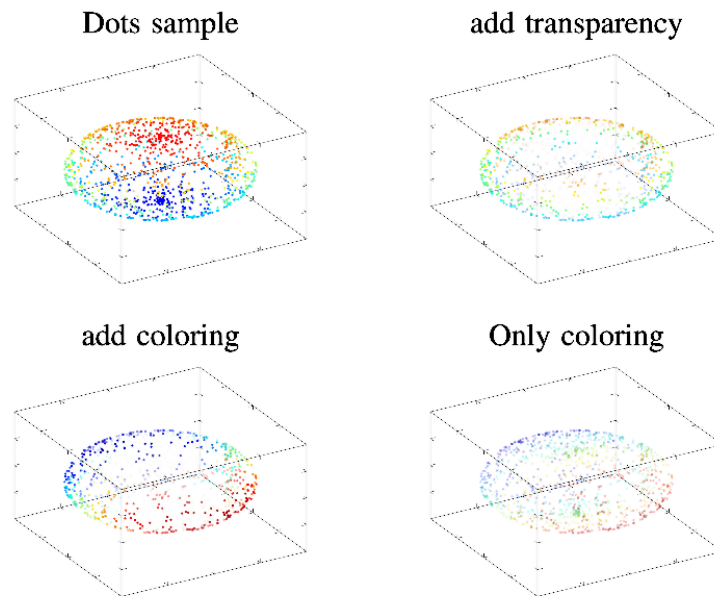 Dots sample
add transparency
add coloring
Only coloring